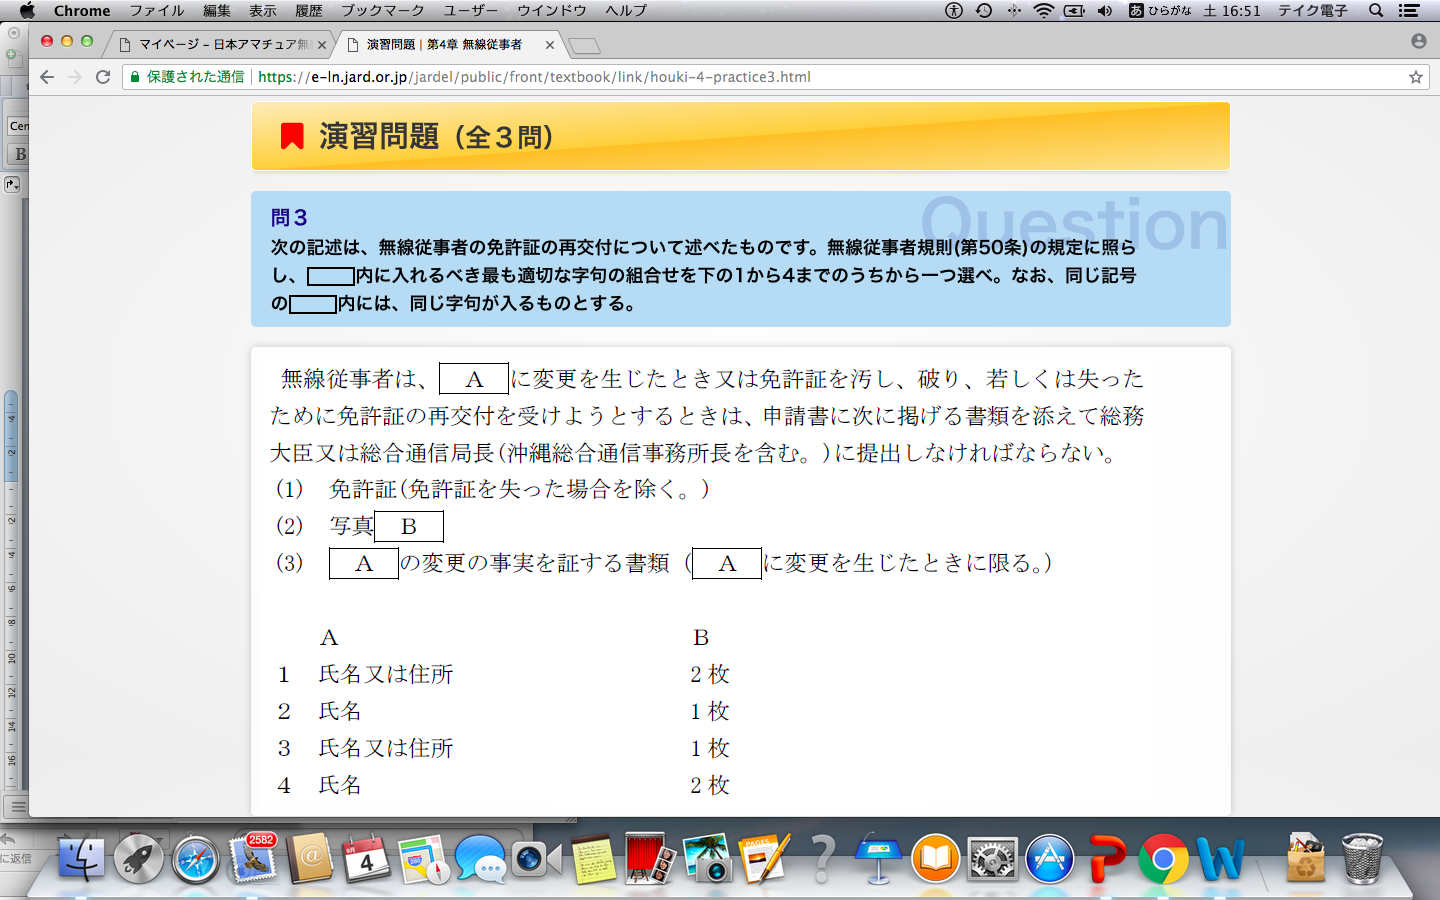 Chrome ファイル 編集 表示 履歴 ブックマーク ユーザー ウインドウ ヘルプ あ ひらがな 土 16:51 テイク電子
マイページ – 日本アマチュア無 演習問題 | 第4章 無線従事者
保護された通信 https://e-ln.jard.or.jp/jardel/public/front/textbook/link/houki-4-practice3.html
Cen
B
演習問題（全３問）
Question
問３
次の記述は、無線従事者の免許証の再交付について述べたものです。無線従事者規則(第50条)の規定に照ら
し、 内に入れるべき最も適切な字句の組合せを下の1から4までのうちから一つ選べ。なお、同じ記号
の 内には、同じ字句が入るものとする。
無線従事者は、 A に変更を生じたとき又は免許証を汚し、破り、若しくは失った
ために免許証の再交付を受けようとするときは、申請書に次に掲げる書類を添えて総務
大臣又は総合通信局長(沖縄総合通信事務所長を含む。)に提出しなければならない。
(1) 免許証(免許証を失った場合を除く。)
(2) 写真 B
(3) A の変更の事実を証する書類 ( A に変更を生じたときに限る。)
A B
1 氏名又は住所 2枚
2 氏名 1枚
3 氏名又は住所 1枚
4 氏名 2枚
に返信
2582
9月
4
280
PAGES